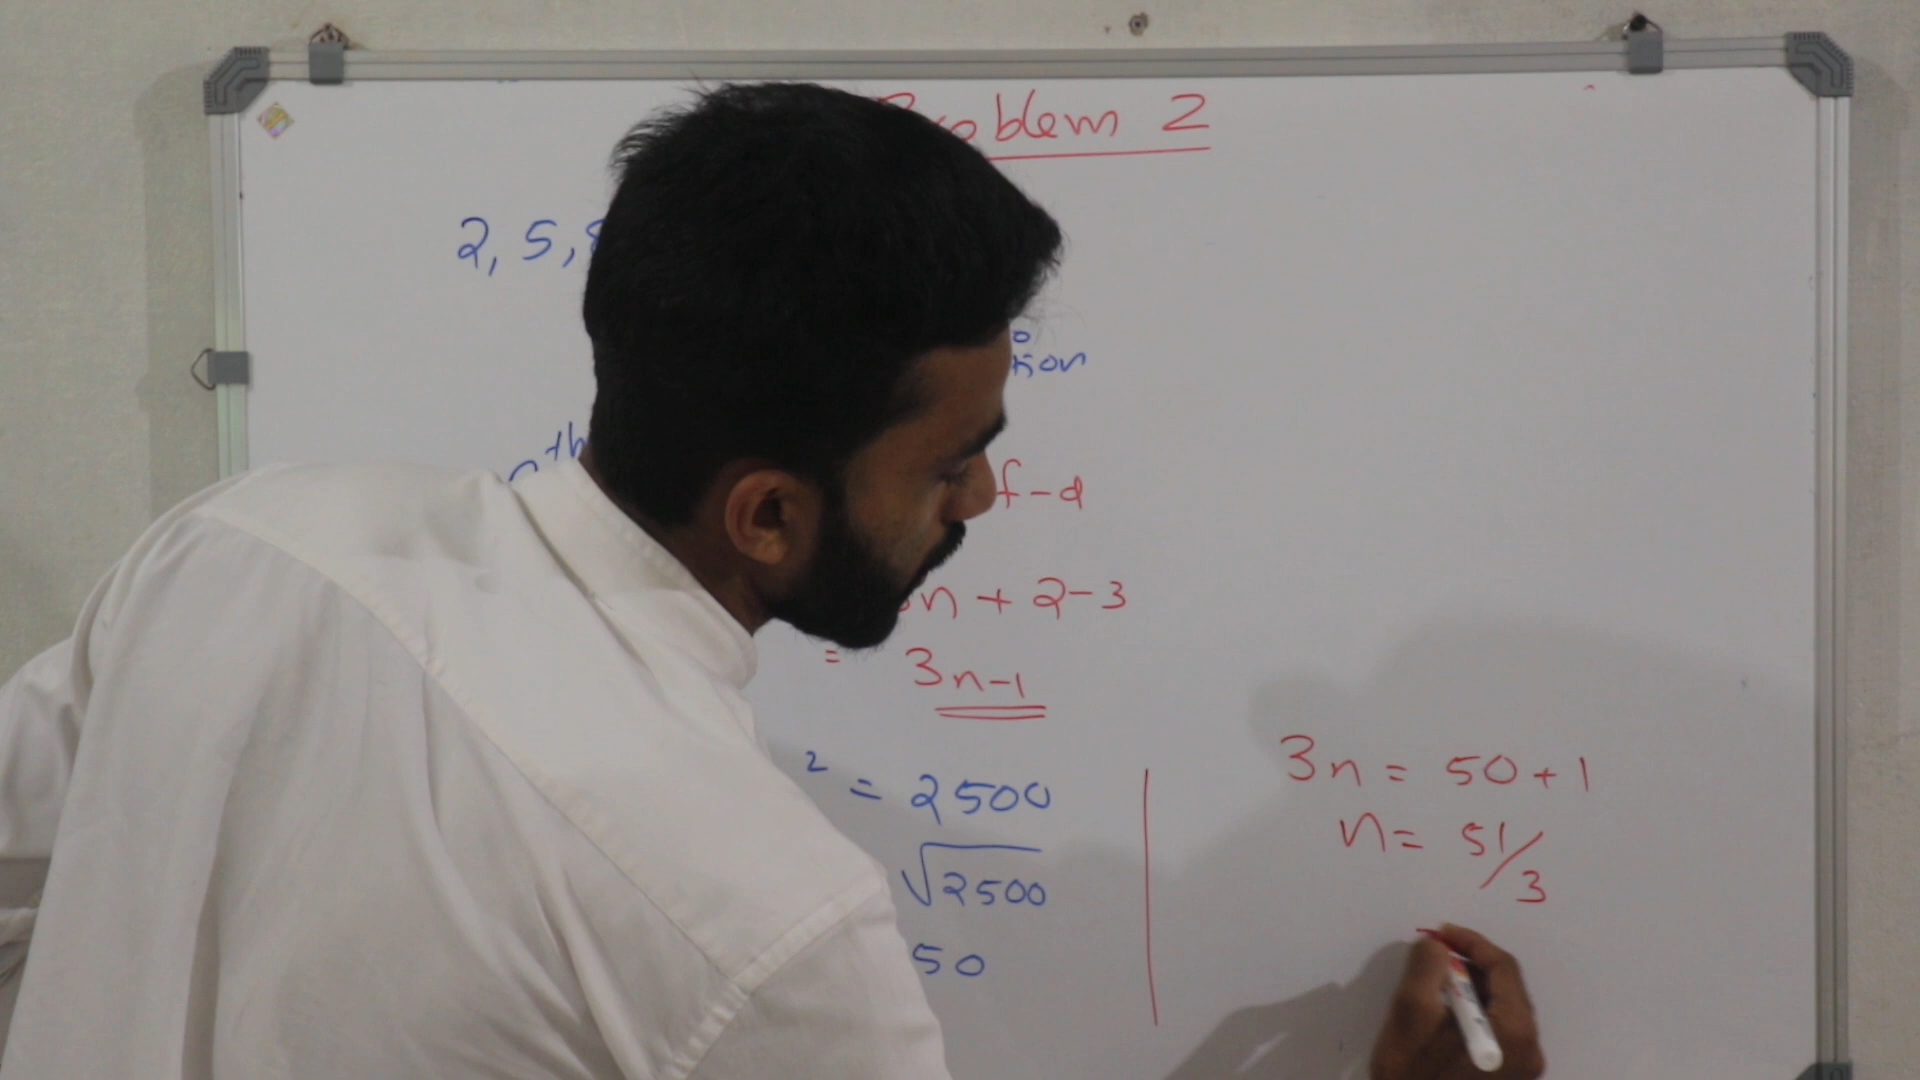 Problem 2
2, 5, 8
th
f - d
3n + 2 - 3
= 3n - 1
2 = 2500
√2500
50
3n = 50 + 1
n = 51/3